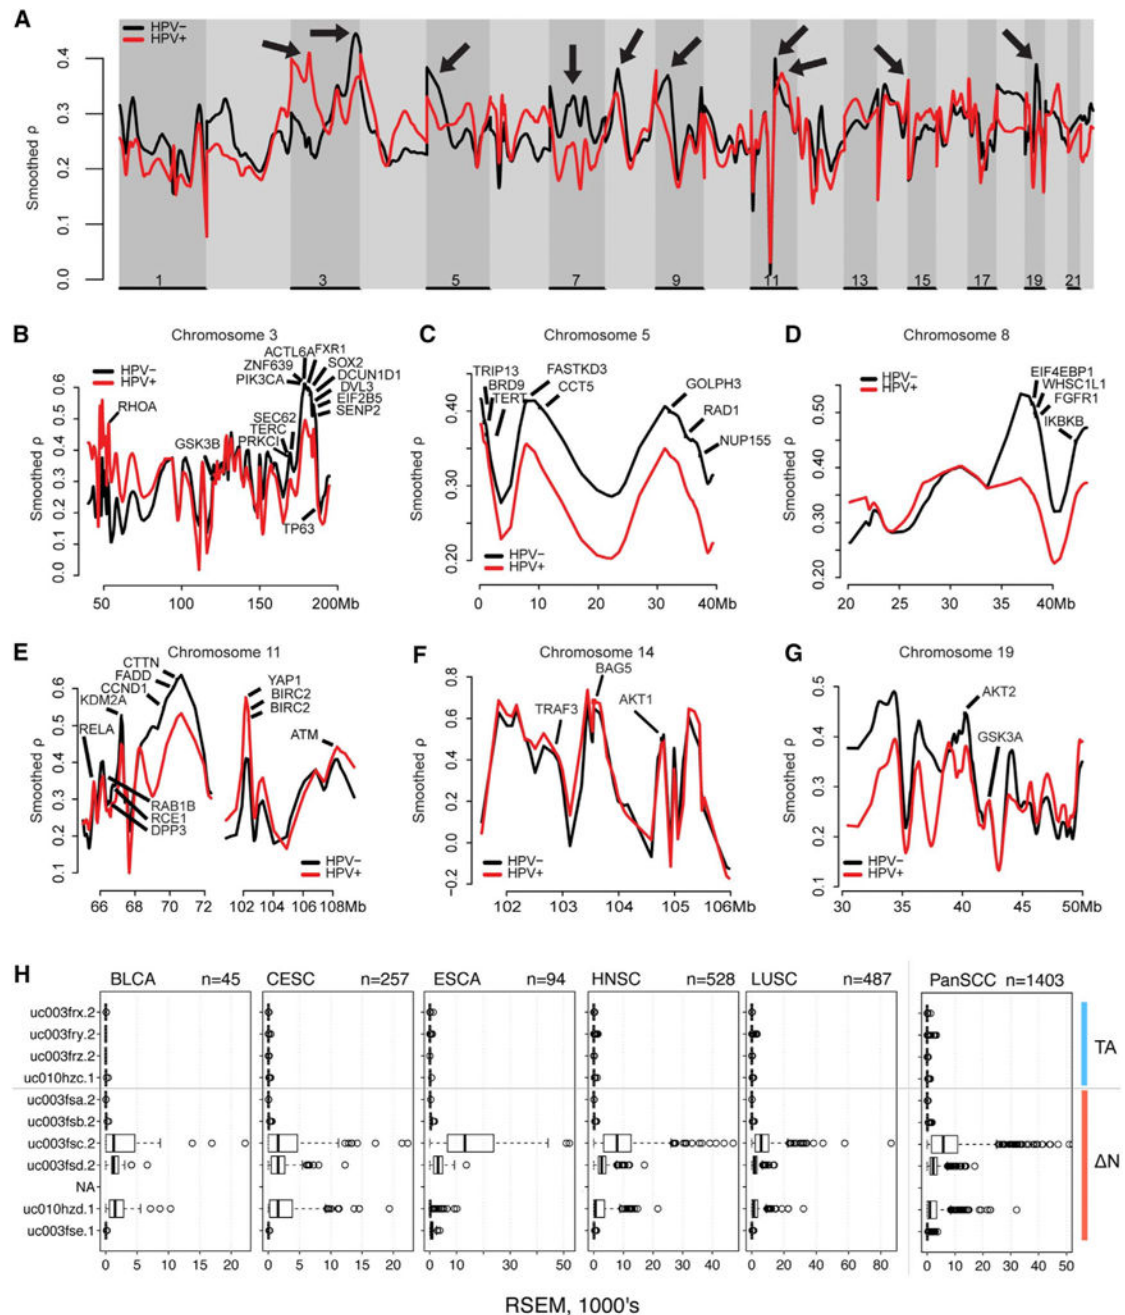 A
HPV−
HPV+
Smoothed ρ
0.4
0.3
0.2
0.1
0.0
1 3 5 7 9 11 13 15 17 19 21
B
Chromosome 3
HPV−
HPV+
ACTL6A FXR1
ZNF639 SOX2
PIK3CA DCUN1D1
DVL3
EIF2B5
SENP2
RHOA
SEC62
TERC
GSK3B PRKCI
TP63
Smoothed ρ
0.6
0.5
0.4
0.3
0.2
0.1
0.0
50 100 150 200Mb
C
Chromosome 5
TRIP13
BRD9
TERT
FASTKD3
CCT5
GOLPH3
RAD1
NUP155
Smoothed ρ
0.40
0.30
0.20
HPV−
HPV+
0 10 20 30 40Mb
D
Chromosome 8
HPV−
HPV+
EIF4EBP1
WHSC1L1
FGFR1
IKBKB
Smoothed ρ
0.50
0.40
0.30
0.20
20 25 30 35 40Mb
E
Chromosome 11
CTTN
FADD
CCND1
KDM2A
RELA
YAP1
BIRC2
BIRC2
ATM
RAB1B
RCE1
DPP3
Smoothed ρ
0.6
0.5
0.4
0.3
0.2
0.1
HPV−
HPV+
66 68 70 72 102 104 106 108Mb
F
Chromosome 14
BAG5
TRAF3
AKT1
Smoothed ρ
0.8
0.6
0.4
0.2
0.0
−0.2
HPV−
HPV+
102 103 104 105 106Mb
G
Chromosome 19
AKT2
GSK3A
Smoothed ρ
0.5
0.4
0.3
0.2
0.1
HPV−
HPV+
30 35 40 45 50Mb
H
BLCA n=45 CESC n=257 ESCA n=94 HNSC n=528 LUSC n=487 PanSCC n=1403
uc003frx.2
uc003fry.2
uc003frz.2
uc010hzc.1
uc003fsa.2
uc003fsb.2
uc003fsc.2
uc003fsd.2
NA
uc010hzd.1
uc003fse.1
TA
ΔN
0 5 10 15 20 0 5 10 15 20 0 10 30 50 0 10 20 30 40 0 20 40 60 80 0 10 20 30 40 50
RSEM, 1000's